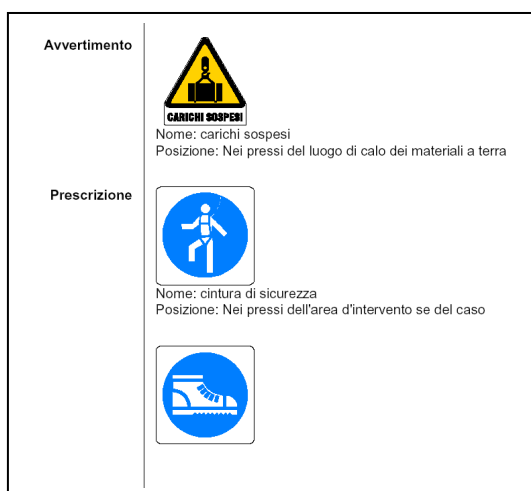 Avvertimento
CARICHI SOSPESI
Nome: carichi sospesi
Posizione: Nei pressi del luogo di calo dei materiali a terra
Prescrizione
Nome: cintura di sicurezza
Posizione: Nei pressi dell'area d'intervento se del caso